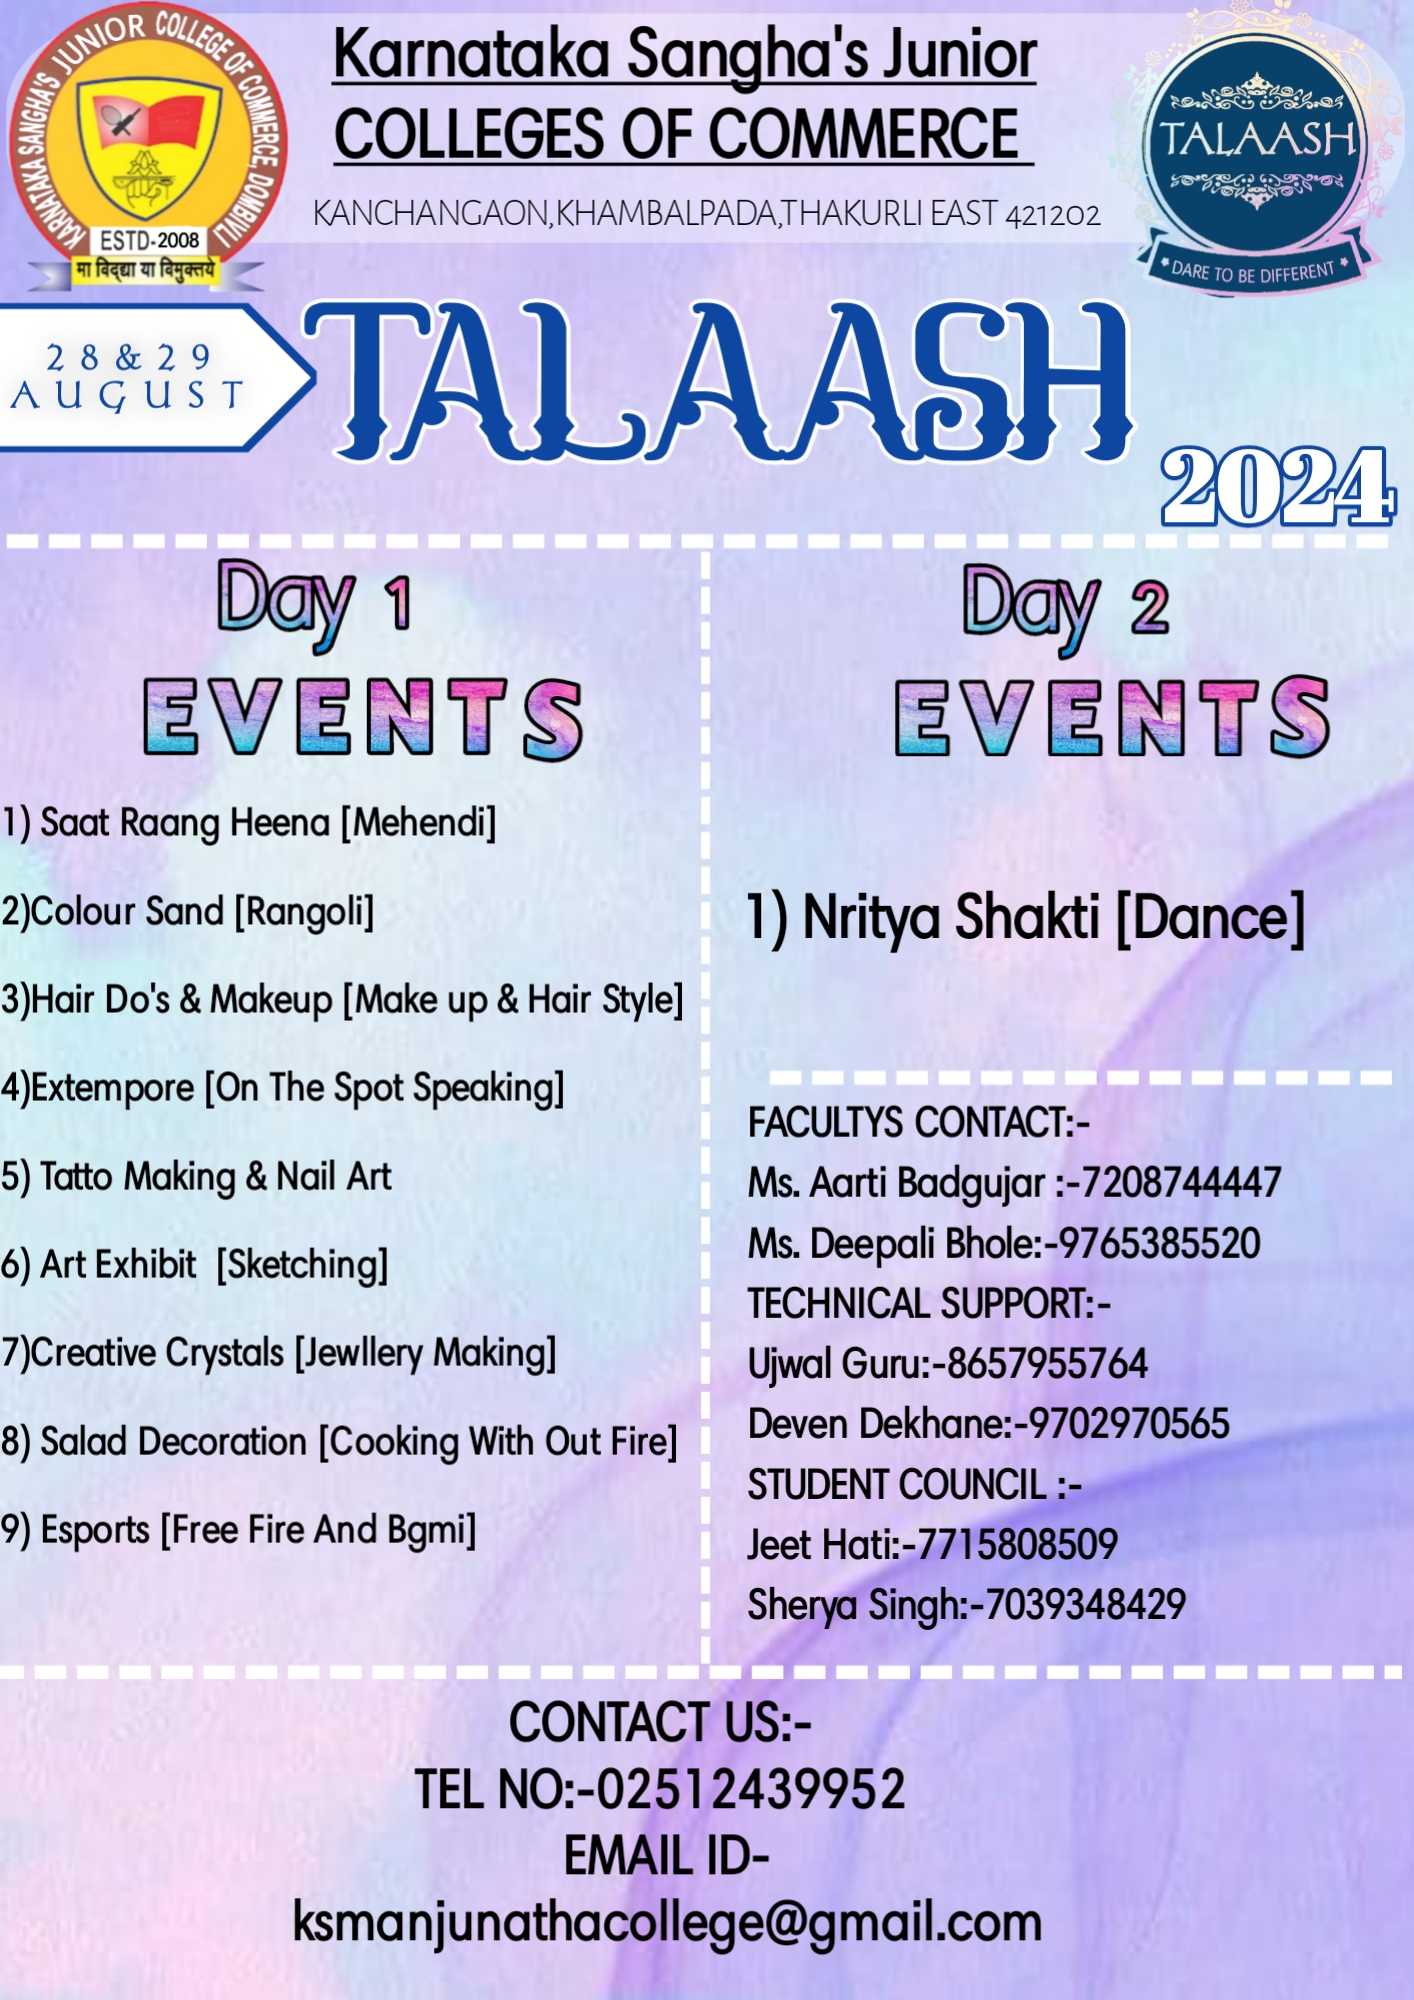 KARNATAKA SANGHA'S JUNIOR COLLEGE OF COMMERCE, DOMBIVLI
ESTD-2008
मा विद्या या विमुक्तये
Karnataka Sangha's Junior
COLLEGES OF COMMERCE
KANCHANGAON,KHAMBALPADA,THAKURLI EAST 421202
TALAASH
DARE TO BE DIFFERENT
28&29
AUGUST
TALAASH
2024
Day 1
EVENTS
1) Saat Raang Heena [Mehendi]
2)Colour Sand [Rangoli]
3)Hair Do's & Makeup [Make up & Hair Style]
4)Extempore [On The Spot Speaking]
5) Tatto Making & Nail Art
6) Art Exhibit  [Sketching]
7)Creative Crystals [Jewllery Making]
8) Salad Decoration [Cooking With Out Fire]
9) Esports [Free Fire And Bgmi]
Day 2
EVENTS
1) Nritya Shakti [Dance]
FACULTYS CONTACT:-
Ms. Aarti Badgujar :-7208744447
Ms. Deepali Bhole:-9765385520
TECHNICAL SUPPORT:-
Ujwal Guru:-8657955764
Deven Dekhane:-9702970565
STUDENT COUNCIL :-
Jeet Hati:-7715808509
Sherya Singh:-7039348429
CONTACT US:-
TEL NO:-02512439952
EMAIL ID-
ksmanjunathacollege@gmail.com